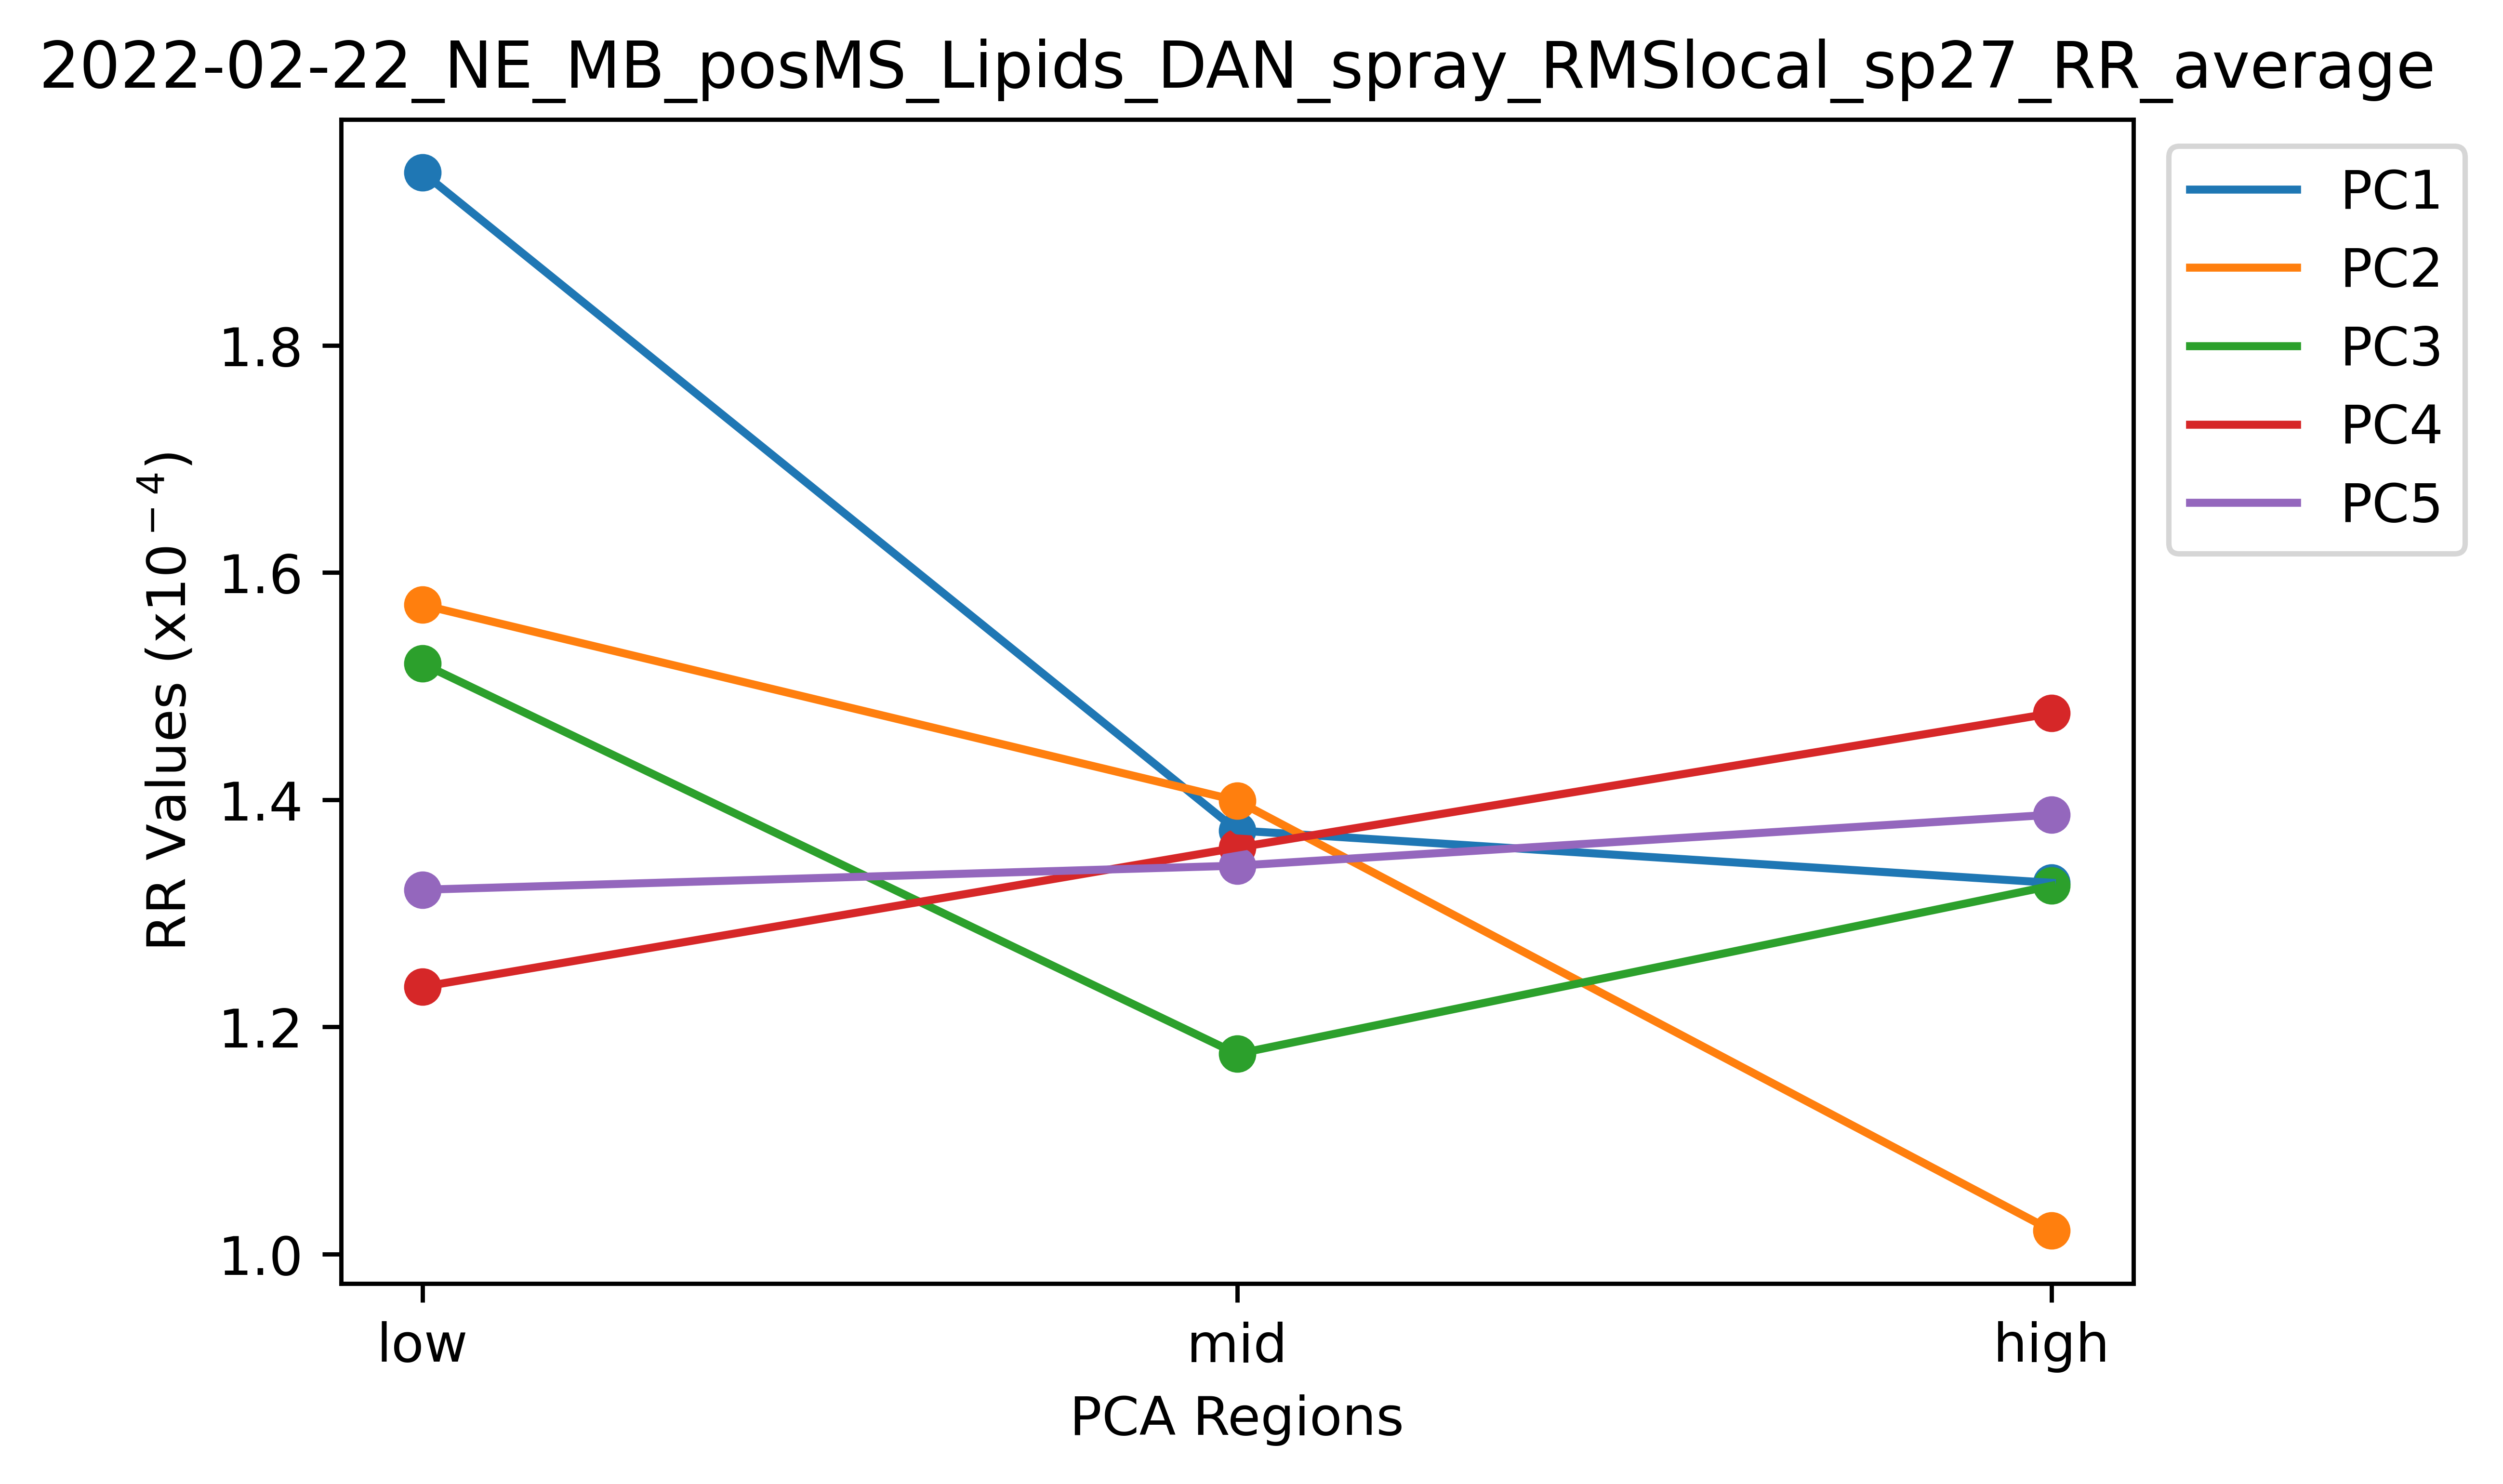 2022-02-22_NE_MB_posMS_Lipids_DAN_spray_RMSlocal_sp27_RR_average
PC1
PC2
PC3
PC4
PC5
RR Values (x10⁻⁴)
1.8
1.6
1.4
1.2
1.0
low mid high
PCA Regions